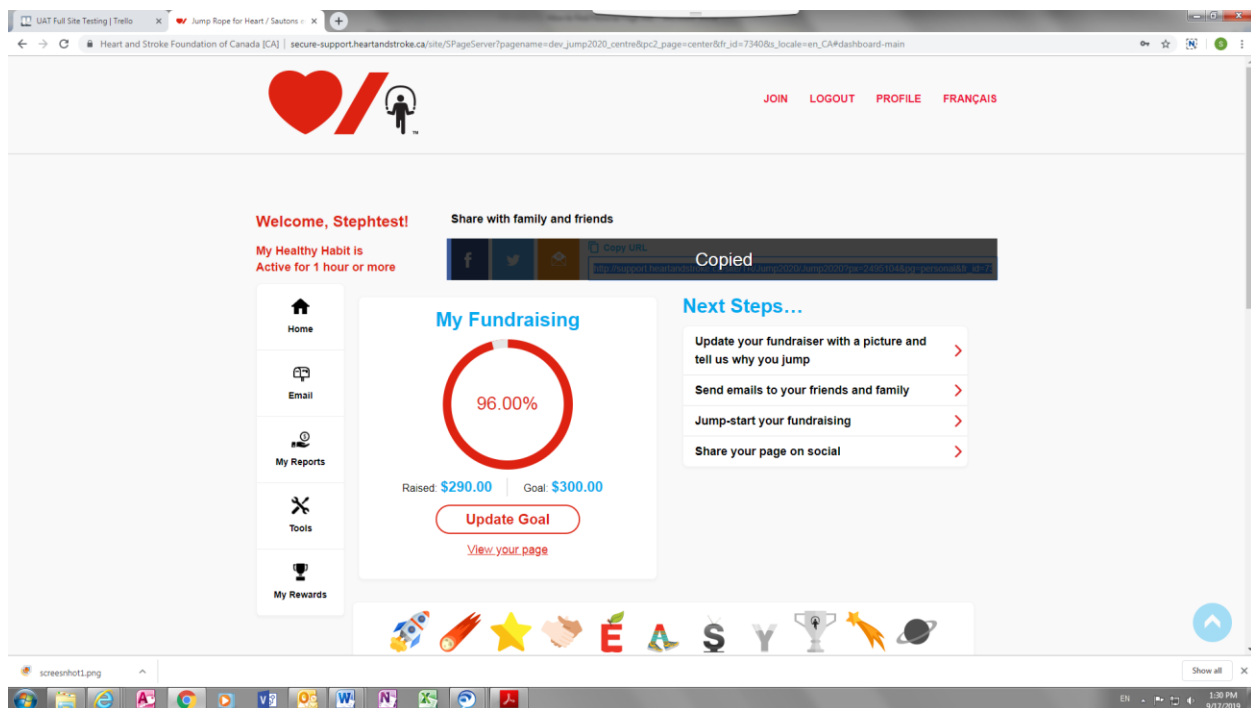 UAT Full Site Testing | Trello
Jump Rope for Heart / Sautons e
Heart and Stroke Foundation of Canada [CA] | secure-support.heartandstroke.ca/site/SPageServer?pagename=dev_jump2020_centre&pc2_page=center&fr_id=7340&s_locale=en_CA#dashboard-main
JOIN LOGOUT PROFILE FRANÇAIS
Welcome, Stephtest!
Share with family and friends
My Healthy Habit is
Active for 1 hour or more
Copy URL
Copied
Home
Email
My Reports
Tools
My Rewards
My Fundraising
96.00%
Raised: $290.00 Goal: $300.00
Update Goal
View your page
Next Steps...
Update your fundraiser with a picture and
tell us why you jump
Send emails to your friends and family
Jump-start your fundraising
Share your page on social
E A S Y
screesnhot1.png
Show all
EN
1:30 PM
9/17/2019